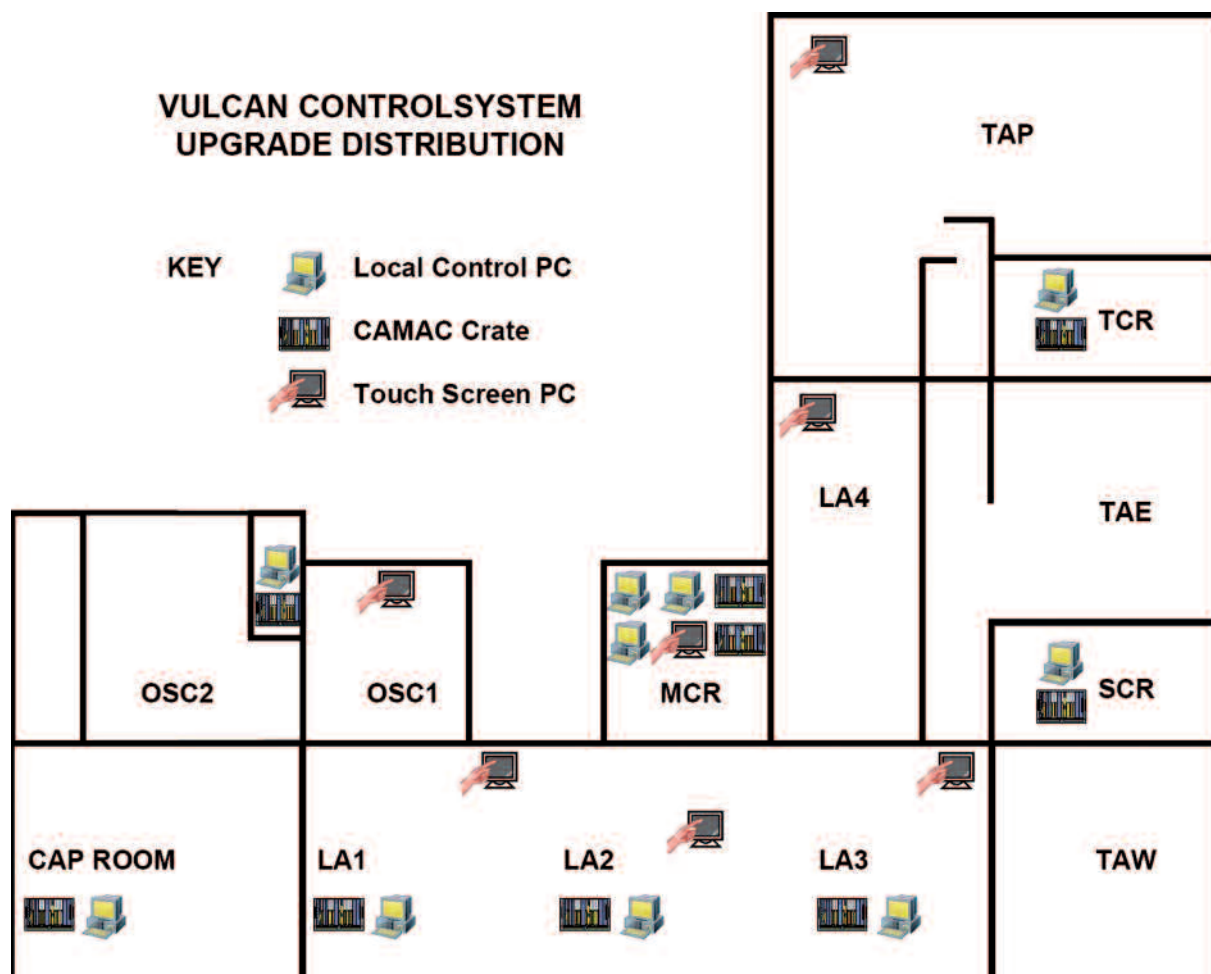 VULCAN CONTROLSYSTEM
UPGRADE DISTRIBUTION
TAP
KEY
Local Control PC
CAMAC Crate
Touch Screen PC
TCR
LA4
TAE
OSC2
OSC1
MCR
SCR
CAP ROOM
LA1
LA2
LA3
TAW